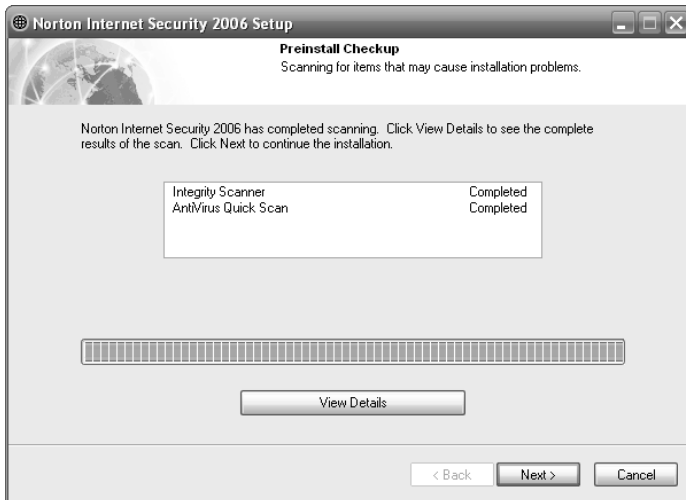 Norton Internet Security 2006 Setup
Preinstall Checkup
Scanning for items that may cause installation problems.
Norton Internet Security 2006 has completed scanning. Click View Details to see the complete
results of the scan. Click Next to continue the installation.
Integrity Scanner Completed
AntiVirus Quick Scan Completed
View Details
< Back Next > Cancel